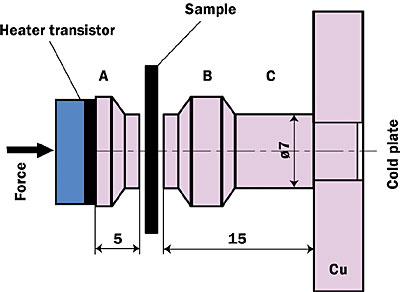 Sample
Heater transistor
A
B
C
Force
ø7
Cold plate
5
15
Cu